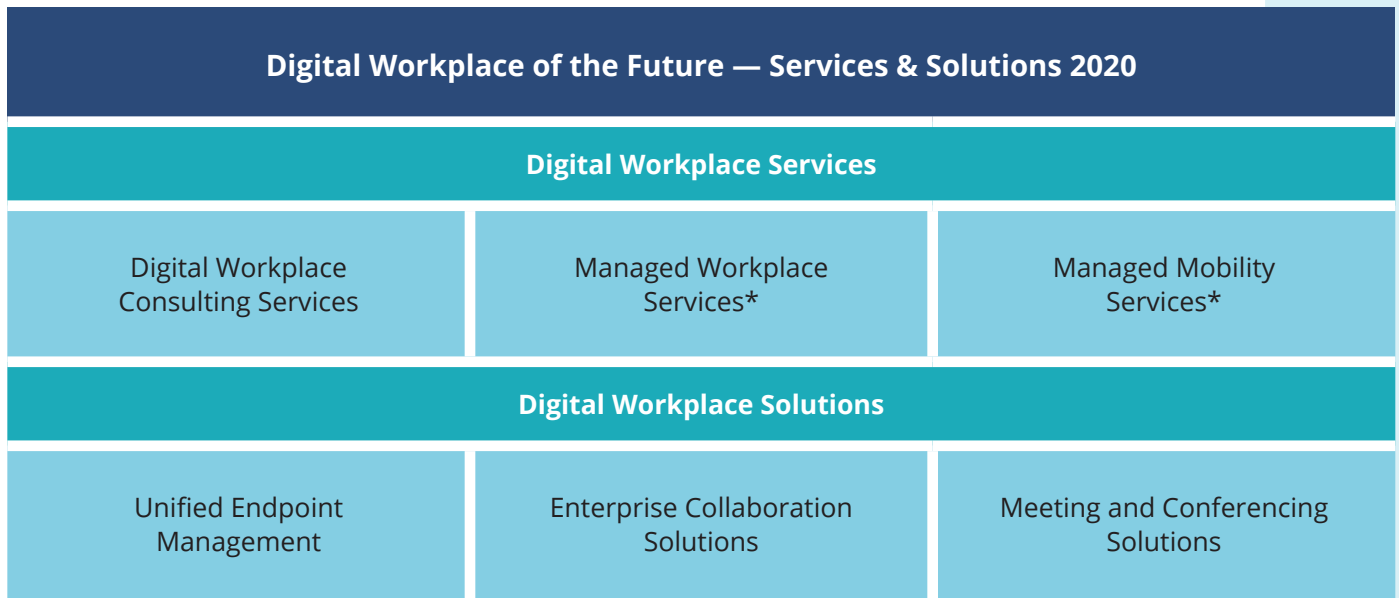 Digital Workplace of the Future — Services & Solutions 2020
Digital Workplace Services
Digital Workplace
Consulting Services
Managed Workplace
Services*
Managed Mobility
Services*
Digital Workplace Solutions
Unified Endpoint
Management
Enterprise Collaboration
Solutions
Meeting and Conferencing
Solutions